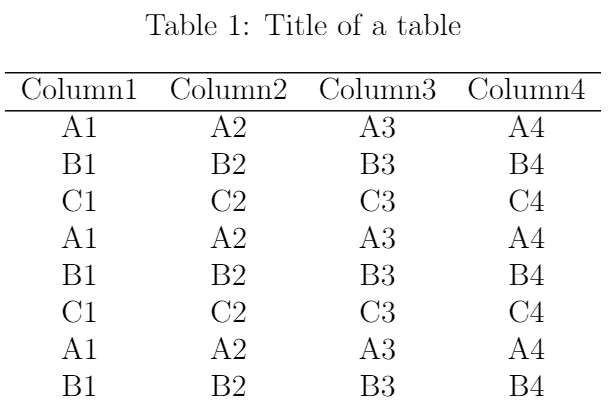 Table 1: Title of a table
Column1 Column2 Column3 Column4
A1 A2 A3 A4
B1 B2 B3 B4
C1 C2 C3 C4
A1 A2 A3 A4
B1 B2 B3 B4
C1 C2 C3 C4
A1 A2 A3 A4
B1 B2 B3 B4